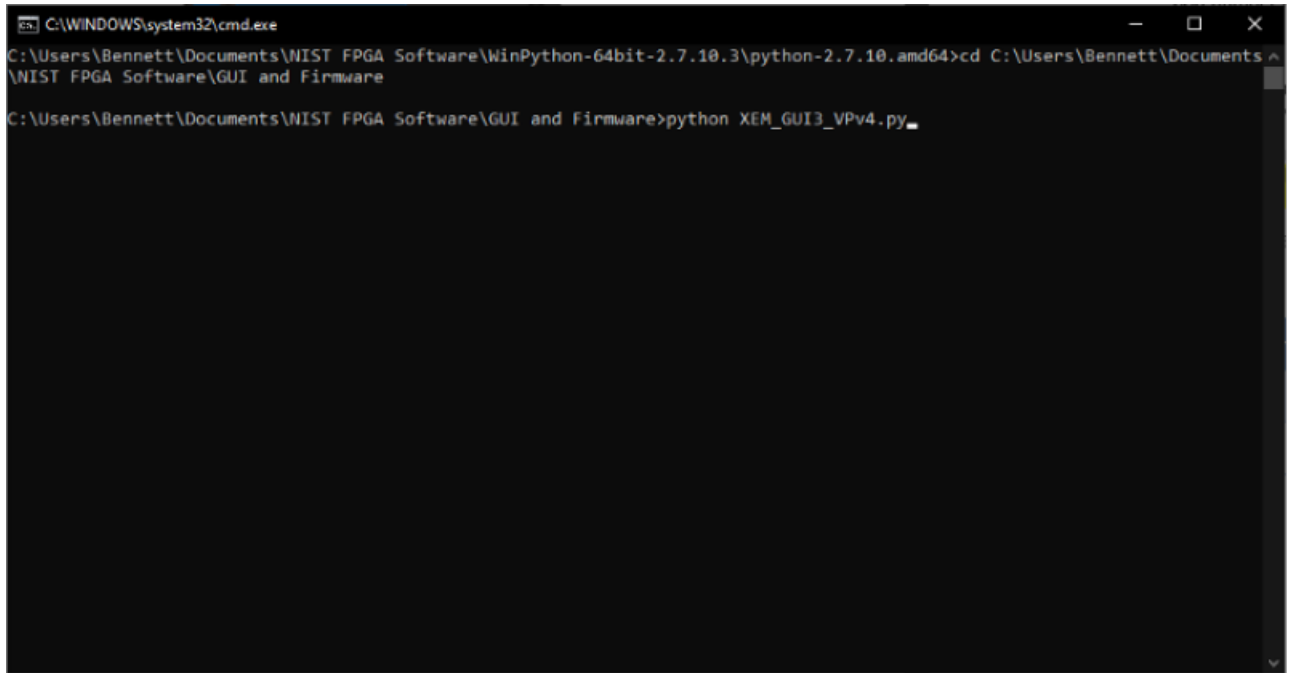 C:\WINDOWS\system32\cmd.exe
C:\Users\Bennett\Documents\NIST FPGA Software\WinPython-64bit-2.7.10.3\python-2.7.10.amd64>cd C:\Users\Bennett\Documents
\NIST FPGA Software\GUI and Firmware
C:\Users\Bennett\Documents\NIST FPGA Software\GUI and Firmware>python XEM_GUI3_VPv4.py